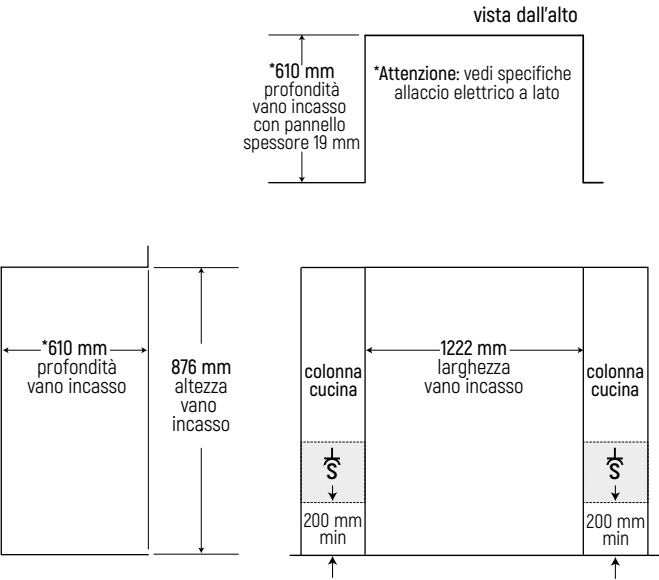 vista dall'alto
*610 mm
profondità
vano incasso
con pannello
spessore 19 mm
*Attenzione: vedi specifiche
allaccio elettrico a lato
*610 mm
profondità
vano incasso
876 mm
altezza
vano
incasso
colonna
cucina
1222 mm
larghezza
vano incasso
colonna
cucina
S
200 mm
min
S
200 mm
min